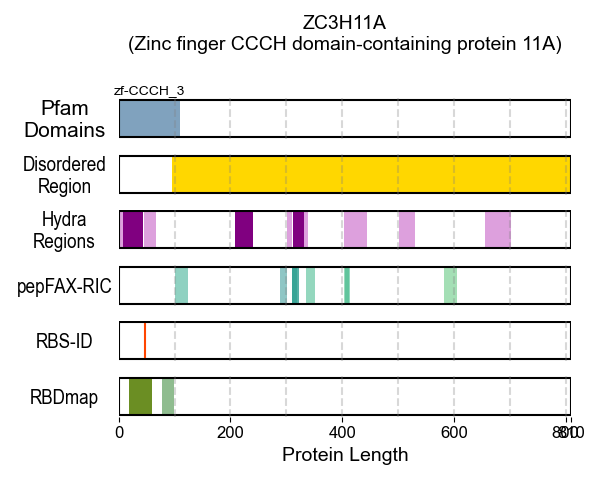 ZC3H11A
(Zinc finger CCCH domain-containing protein 11A)
zf-CCCH_3
Pfam
Domains
Disordered
Region
Hydra
Regions
pepFAX-RIC
RBS-ID
RBDmap
0 200 400 600 800 810
Protein Length